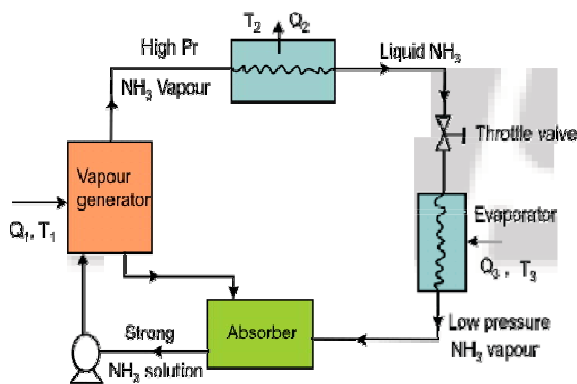 T₂ Q₂
High Pr
NH₃ Vapour
Liquid NH₃
Throttle valve
Vapour
generator
Q₁, T₁
Evaporator
Q₃, T₃
Absorber
Low pressure
NH₃ vapour
Strong
NH₃ solution